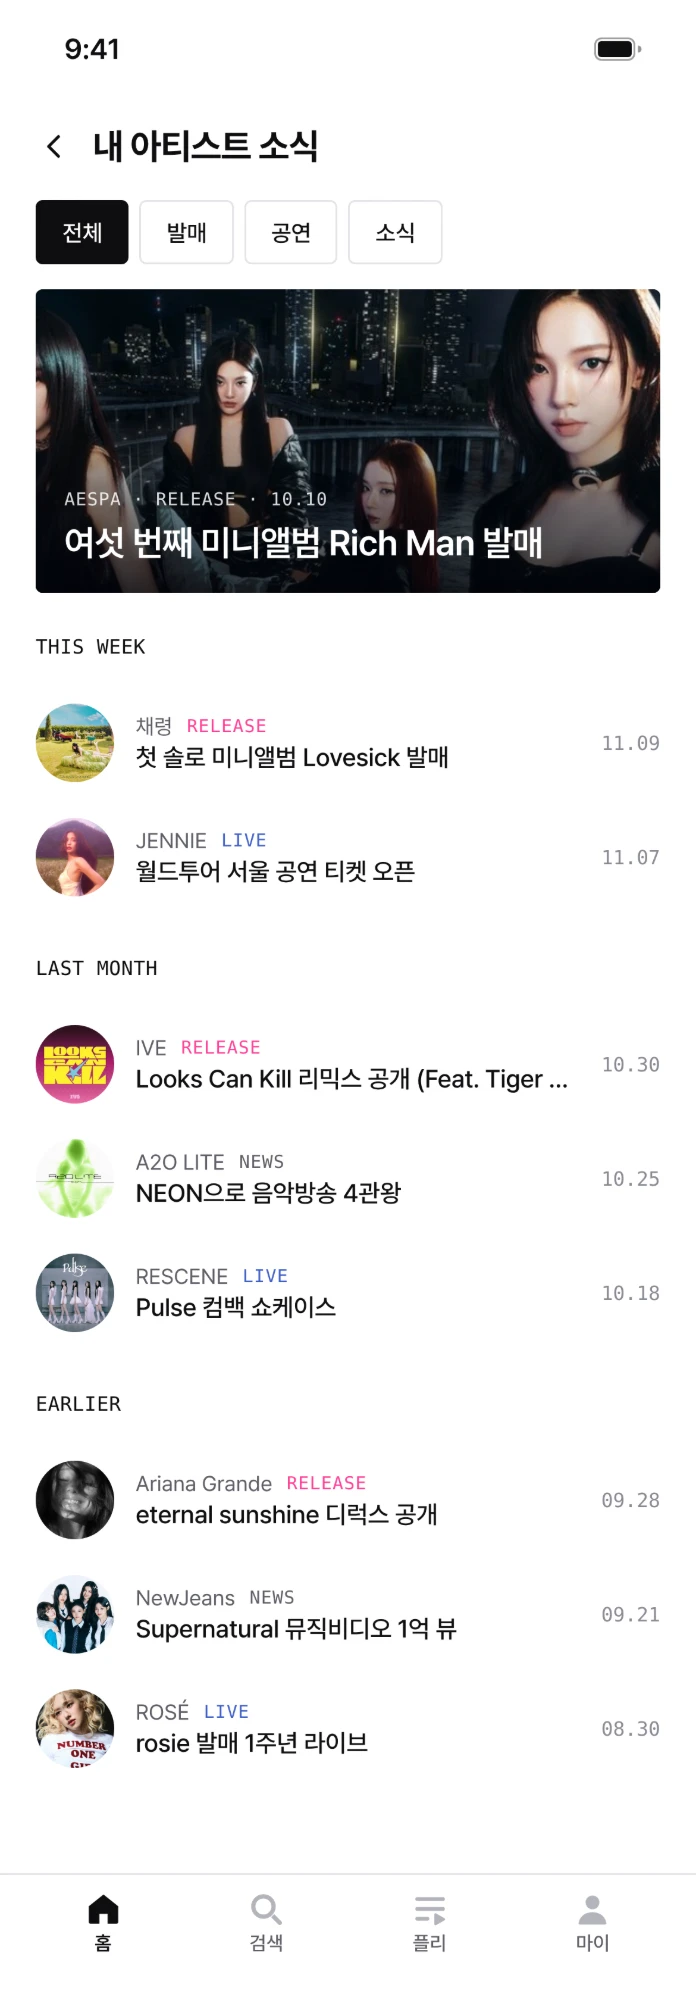 9:41
내 아티스트 소식
전체
발매
공연
소식
AESPA · RELEASE · 10.10
여섯 번째 미니앨범 Rich Man 발매
THIS WEEK
채령 RELEASE
첫 솔로 미니앨범 Lovesick 발매
11.09
JENNIE LIVE
월드투어 서울 공연 티켓 오픈
11.07
LAST MONTH
LOOKS
CAN
KILL
IVE RELEASE
Looks Can Kill 리믹스 공개 (Feat. Tiger ...
10.30
A2O LITE
A2O LITE NEWS
NEON으로 음악방송 4관왕
10.25
Pulse
RESCENE LIVE
Pulse 컴백 쇼케이스
10.18
EARLIER
Ariana Grande RELEASE
eternal sunshine 디럭스 공개
09.28
NewJeans NEWS
Supernatural 뮤직비디오 1억 뷰
09.21
NUMBER
ONE
ROSÉ LIVE
rosie 발매 1주년 라이브
08.30
홈
검색
플리
마이